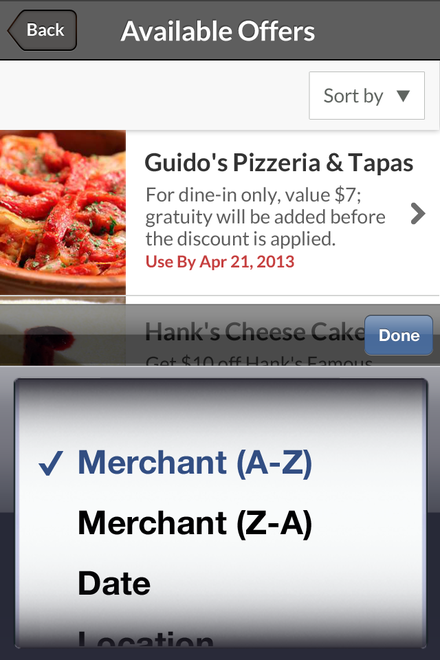 Back
Available Offers
Sort by
Guido's Pizzeria & Tapas
For dine-in only, value $7;
gratuity will be added before
the discount is applied.
Use By Apr 21, 2013
Hank's Cheese Cake
Done
Get $10 off Hank's Famous
✓ Merchant (A-Z)
Merchant (Z-A)
Date
Location